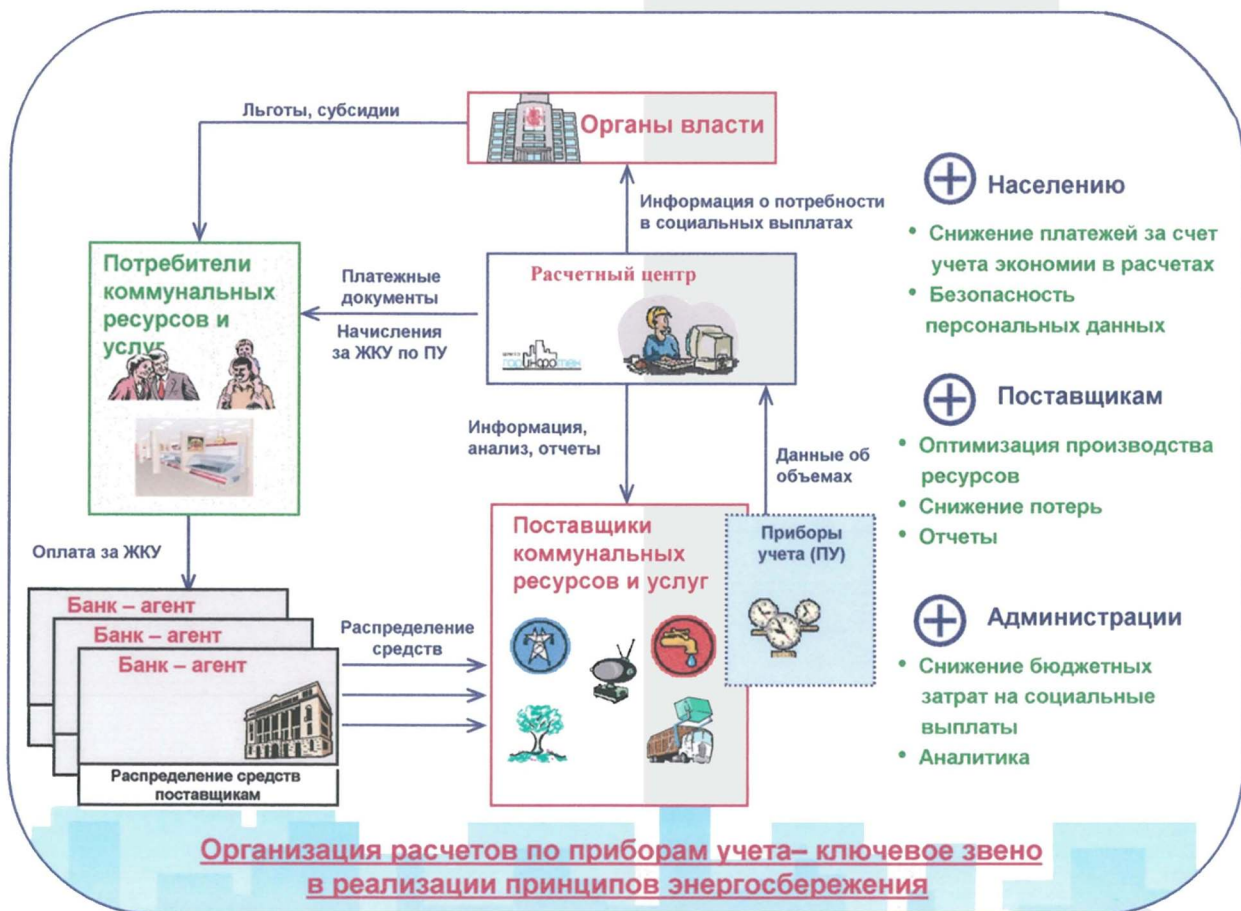 Льготы, субсидии
Органы власти
Информация о потребности
в социальных выплатах
Потребители
коммунальных
ресурсов и
услуг
Платежные
документы
Начисления
за ЖКУ по ПУ
Расчетный центр
горинфотех
Информация,
анализ, отчеты
Данные об
объемах
Оплата за ЖКУ
Банк – агент
Банк – агент
Банк – агент
Распределение средств
поставщикам
Распределение
средств
Поставщики
коммунальных
ресурсов и услуг
Приборы
учета (ПУ)
Населению
• Снижение платежей за счет
учета экономии в расчетах
• Безопасность
персональных данных
Поставщикам
• Оптимизация производства
ресурсов
• Снижение потерь
• Отчеты
Администрации
• Снижение бюджетных
затрат на социальные
выплаты
• Аналитика
Организация расчетов по приборам учета– ключевое звено
в реализации принципов энергосбережения